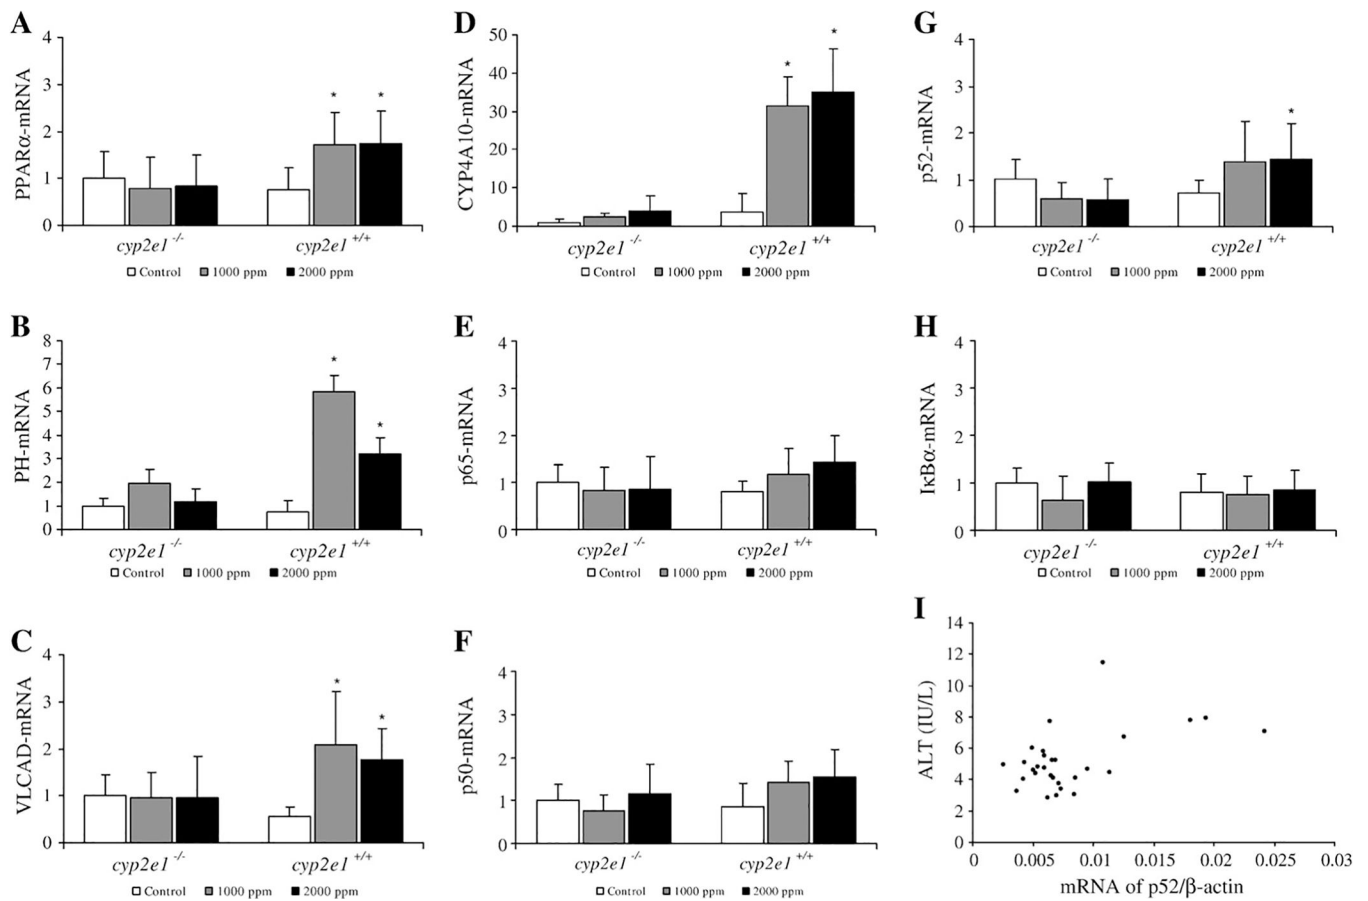 A
PPARα-mRNA
4
3
2
1
0
* *
cyp2e1 -/- cyp2e1 +/+
Control 1000 ppm 2000 ppm
B
PH-mRNA
8
7
6
5
4
3
2
1
0
*
*
cyp2e1 -/- cyp2e1 +/+
Control 1000 ppm 2000 ppm
C
VLCAD-mRNA
4
3
2
1
0
*
*
cyp2e1 -/- cyp2e1 +/+
Control 1000 ppm 2000 ppm
D
CYP4A10-mRNA
50
40
30
20
10
0
*
*
cyp2e1 -/- cyp2e1 +/+
Control 1000 ppm 2000 ppm
E
p65-mRNA
4
3
2
1
0
cyp2e1 -/- cyp2e1 +/+
Control 1000 ppm 2000 ppm
F
p50-mRNA
4
3
2
1
0
cyp2e1 -/- cyp2e1 +/+
Control 1000 ppm 2000 ppm
G
p52-mRNA
4
3
2
1
0
*
cyp2e1 -/- cyp2e1 +/+
Control 1000 ppm 2000 ppm
H
IκBα-mRNA
4
3
2
1
0
cyp2e1 -/- cyp2e1 +/+
Control 1000 ppm 2000 ppm
I
ALT (IU/L)
14
12
10
8
6
4
2
0
0 0.005 0.01 0.015 0.02 0.025 0.03
mRNA of p52/β-actin